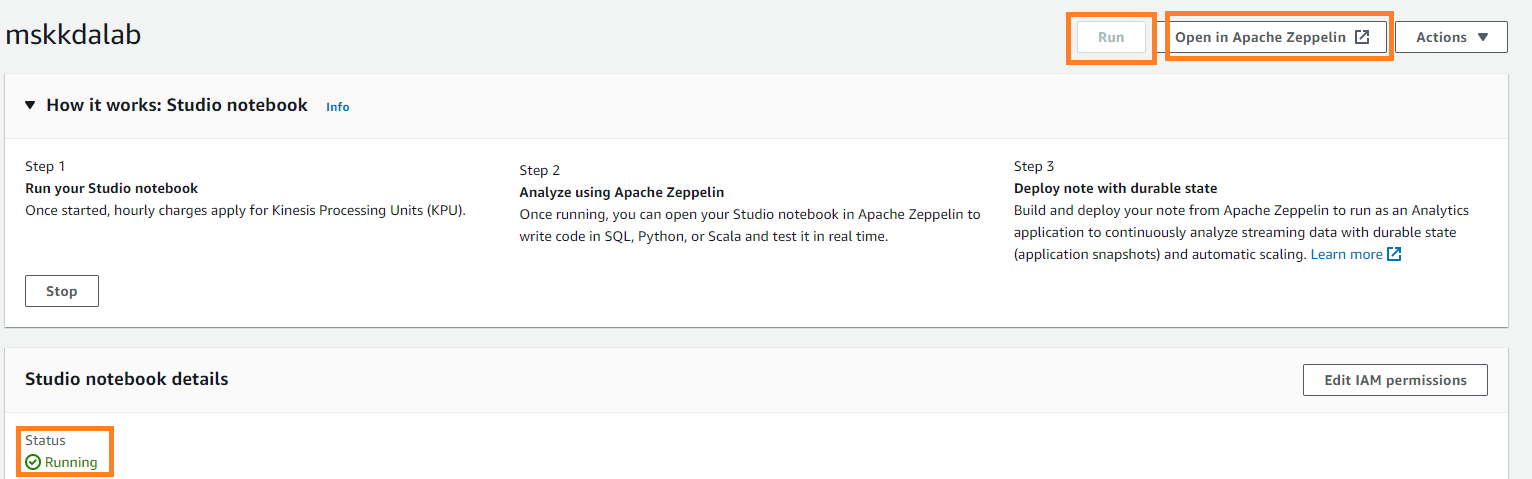 mskkdalab
Run
Open in Apache Zeppelin
Actions
How it works: Studio notebook Info
Step 1
Run your Studio notebook
Once started, hourly charges apply for Kinesis Processing Units (KPU).
Stop
Step 2
Analyze using Apache Zeppelin
Once running, you can open your Studio notebook in Apache Zeppelin to
write code in SQL, Python, or Scala and test it in real time.
Step 3
Deploy note with durable state
Build and deploy your note from Apache Zeppelin to run as an Analytics
application to continuously analyze streaming data with durable state
(application snapshots) and automatic scaling. Learn more
Studio notebook details
Edit IAM permissions
Status
Running